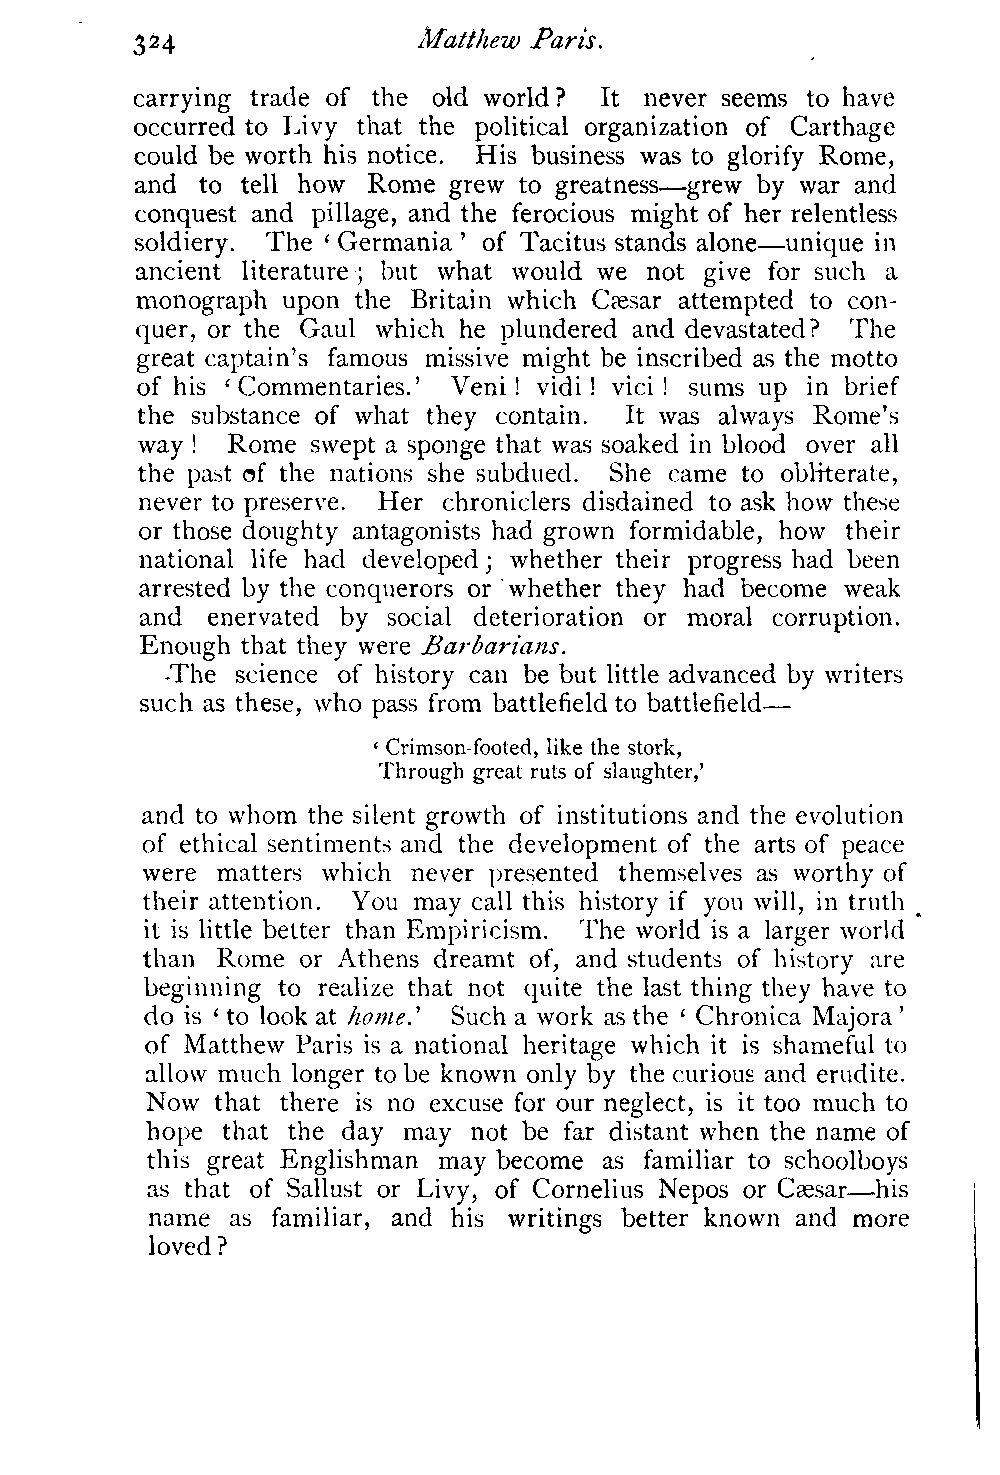 324 Matthew Paris.
carrying trade of the old world? It never seems to have
occurred to Livy that the political organization of Carthage
could be worth his notice. His business was to glorify Rome,
and to tell how Rome grew to greatness—grew by war and
conquest and pillage, and the ferocious might of her relentless
soldiery. The ‘ Germania ’ of Tacitus stands alone—unique in
ancient literature ; but what would we not give for such a
monograph upon the Britain which Cæsar attempted to con-
quer, or the Gaul which he plundered and devastated? The
great captain's famous missive might be inscribed as the motto
of his ‘ Commentaries.’ Veni ! vidi ! vici ! sums up in brief
the substance of what they contain. It was always Rome's
way ! Rome swept a sponge that was soaked in blood over all
the past of the nations she subdued. She came to obliterate,
never to preserve. Her chroniclers disdained to ask how these
or those doughty antagonists had grown formidable, how their
national life had developed ; whether their progress had been
arrested by the conquerors or whether they had become weak
and enervated by social deterioration or moral corruption.
Enough that they were Barbarians.
The science of history can be but little advanced by writers
such as these, who pass from battlefield to battlefield—
‘ Crimson-footed, like the stork,
Through great ruts of slaughter,’
and to whom the silent growth of institutions and the evolution
of ethical sentiments and the development of the arts of peace
were matters which never presented themselves as worthy of
their attention. You may call this history if you will, in truth
it is little better than Empiricism. The world is a larger world
than Rome or Athens dreamt of, and students of history are
beginning to realize that not quite the last thing they have to
do is ‘ to look at home.’ Such a work as the ‘ Chronica Majora ’
of Matthew Paris is a national heritage which it is shameful to
allow much longer to be known only by the curious and erudite.
Now that there is no excuse for our neglect, is it too much to
hope that the day may not be far distant when the name of
this great Englishman may become as familiar to schoolboys
as that of Sallust or Livy, of Cornelius Nepos or Cæsar—his
name as familiar, and his writings better known and more
loved ?